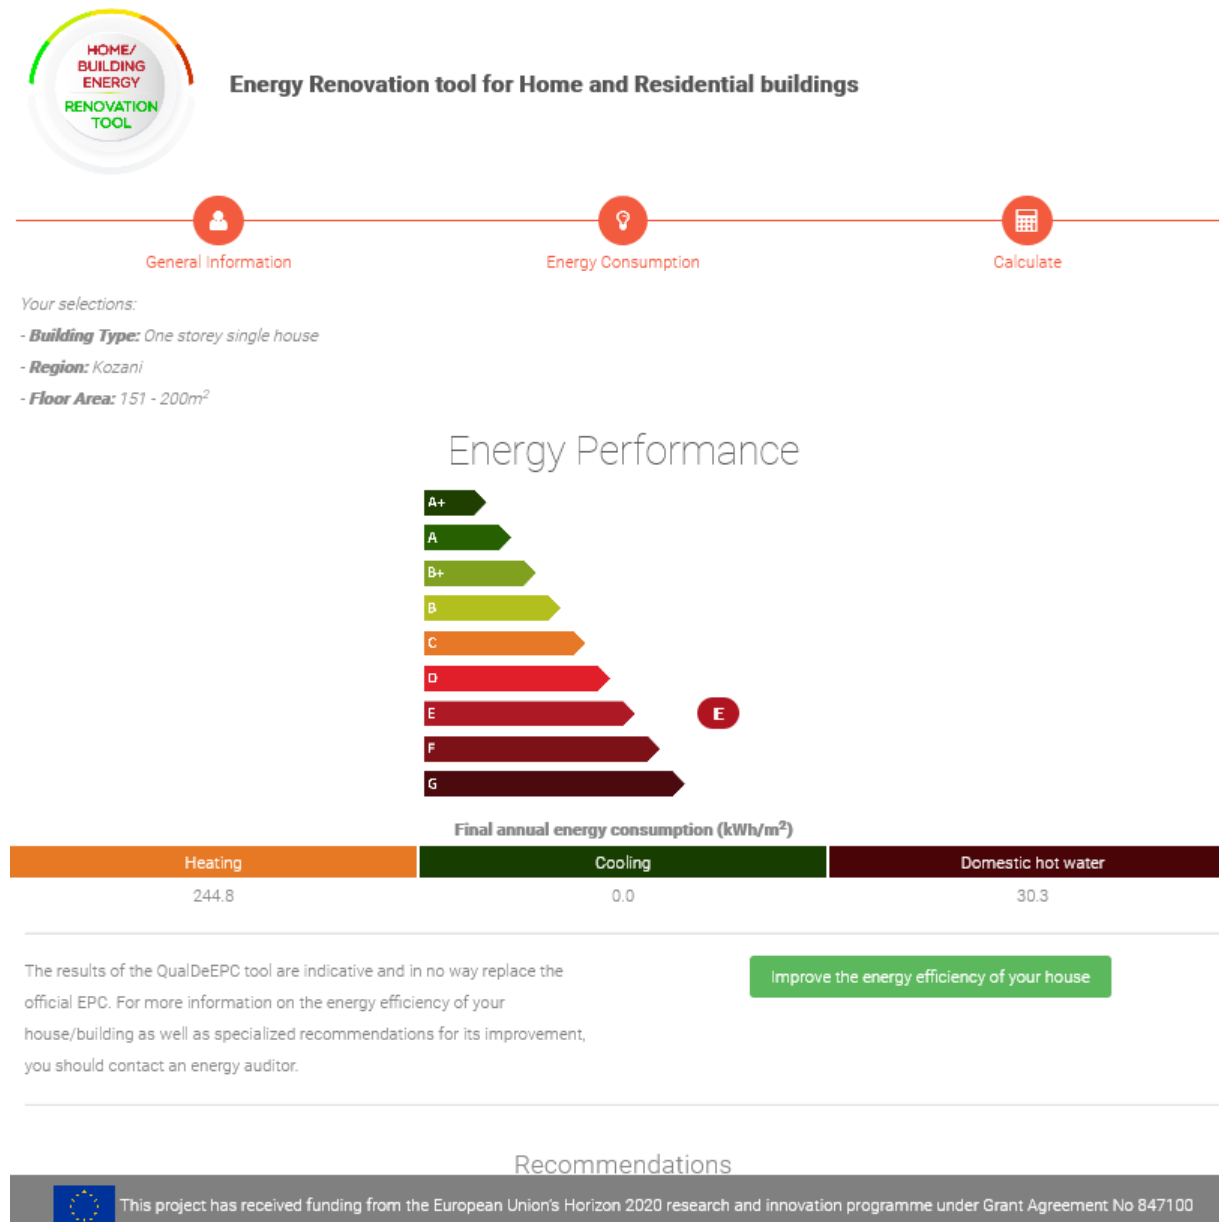 HOME/
BUILDING
ENERGY
RENOVATION
TOOL
Energy Renovation tool for Home and Residential buildings
General Information
Energy Consumption
Calculate
Your selections:
- Building Type: One storey single house
- Region: Kozani
- Floor Area: 151 - 200m²
Energy Performance
A+
A
B+
B
C
D
E
E
F
G
Final annual energy consumption (kWh/m²)
Heating Cooling Domestic hot water
244.8 0.0 30.3
The results of the QualDeEPC tool are indicative and in no way replace the
official EPC. For more information on the energy efficiency of your
house/building as well as specialized recommendations for its improvement,
you should contact an energy auditor.
Improve the energy efficiency of your house
Recommendations
This project has received funding from the European Union's Horizon 2020 research and innovation programme under Grant Agreement No 847100